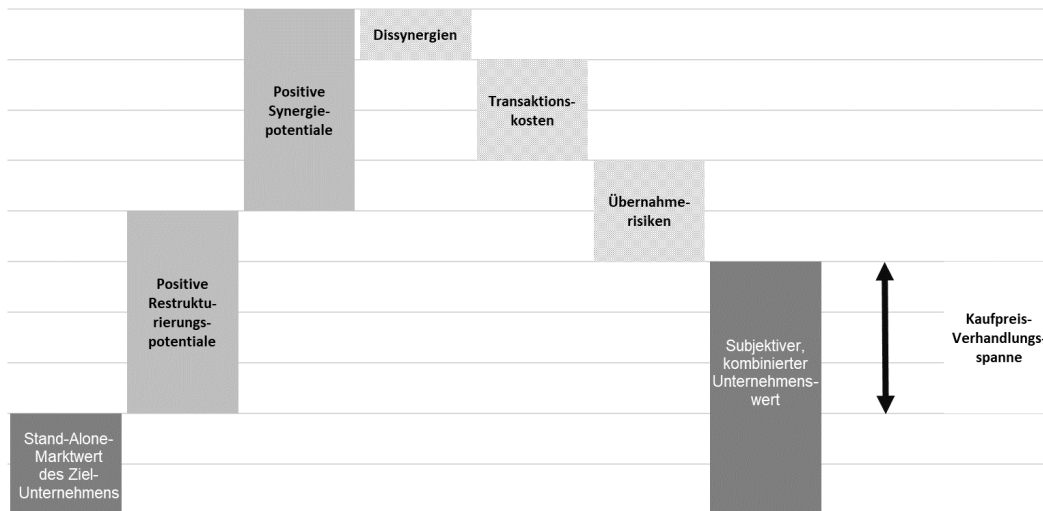 Dissynergien
Positive
Synergie-
potentiale
Transaktions-
kosten
Übernahme-
risiken
Positive
Restruktu-
rierungs-
potentiale
Subjektiver,
kombinierter
Unternehmens-
wert
Kaufpreis-
Verhandlungs-
spanne
Stand-Alone-
Marktwert
des Ziel-
Unternehmens